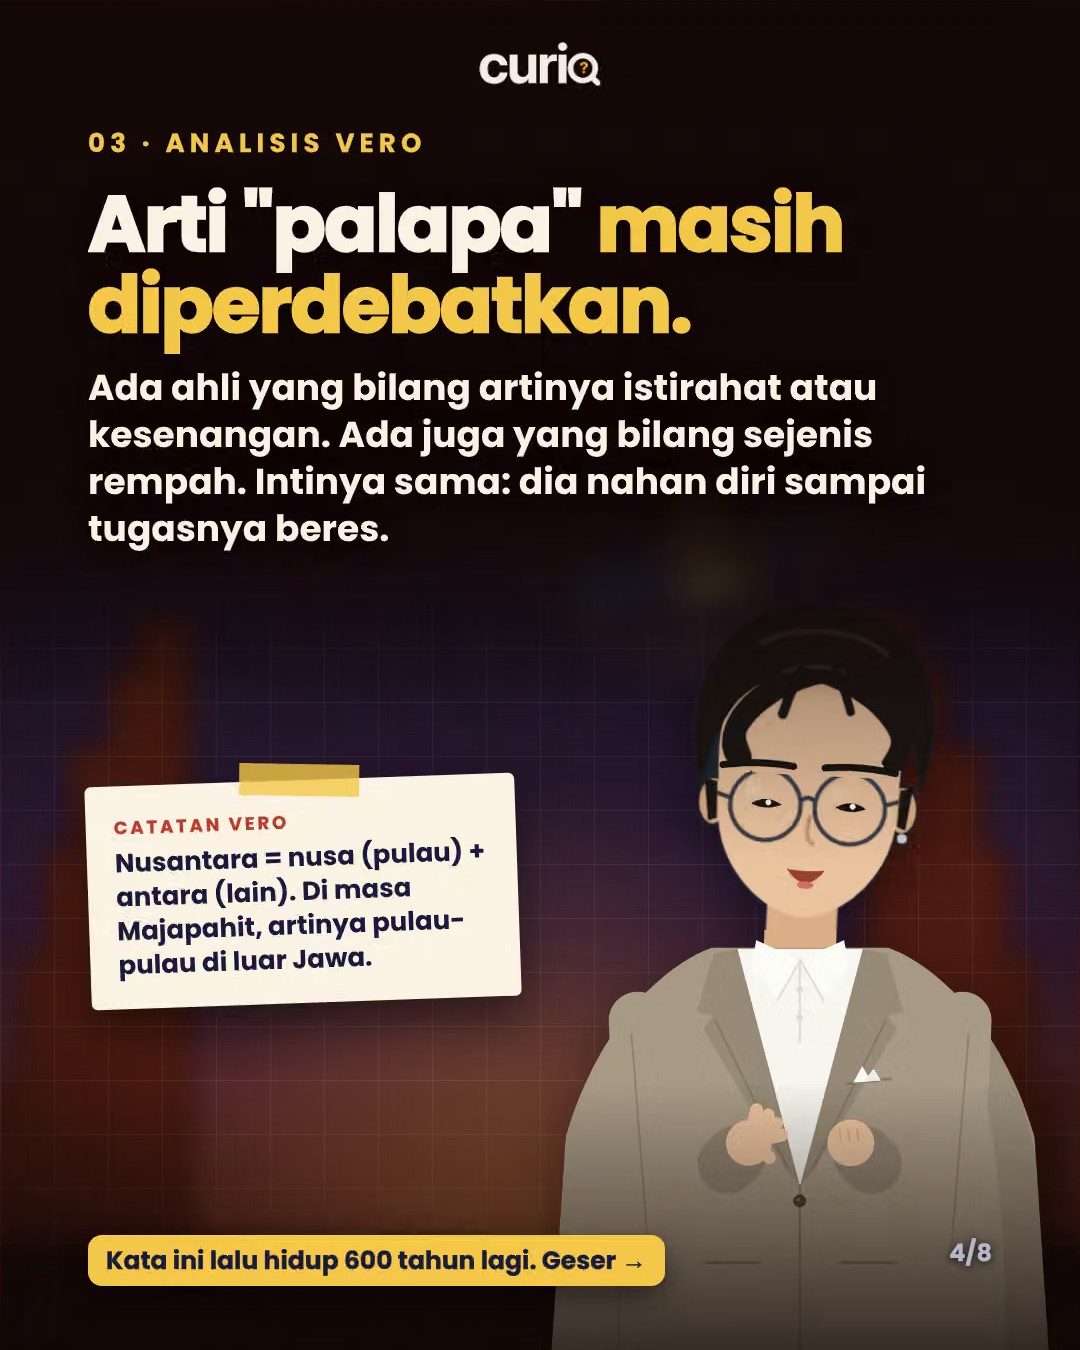 curiQ
03 · ANALISIS VERO
Arti "palapa" masih
diperdebatkan.
Ada ahli yang bilang artinya istirahat atau
kesenangan. Ada juga yang bilang sejenis
rempah. Intinya sama: dia nahan diri sampai
tugasnya beres.
CATATAN VERO
Nusantara = nusa (pulau) +
antara (lain). Di masa
Majapahit, artinya pulau-
pulau di luar Jawa.
Kata ini lalu hidup 600 tahun lagi. Geser →
4/8